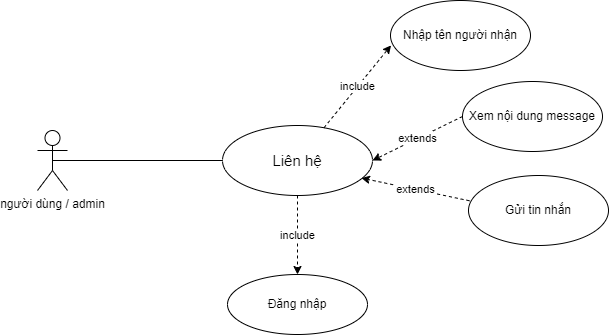 Nhập tên người nhận
include
Xem nội dung message
extends
Liên hệ
extends
người dùng / admin
Gửi tin nhắn
include
Đăng nhập